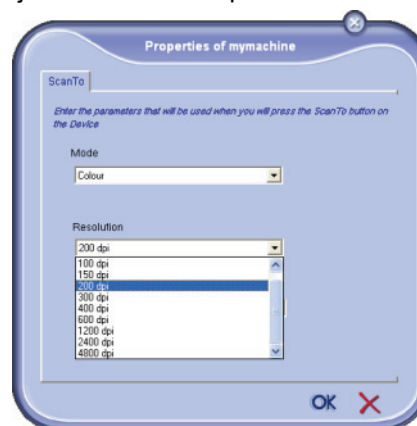 Properties of mymachine
ScanTo
Enter the parameters that will be used when you will press the ScanTo button on
the Device
Mode
Colour
Resolution
200 dpi
100 dpi
150 dpi
200 dpi
300 dpi
400 dpi
600 dpi
1200 dpi
2400 dpi
4800 dpi
OK